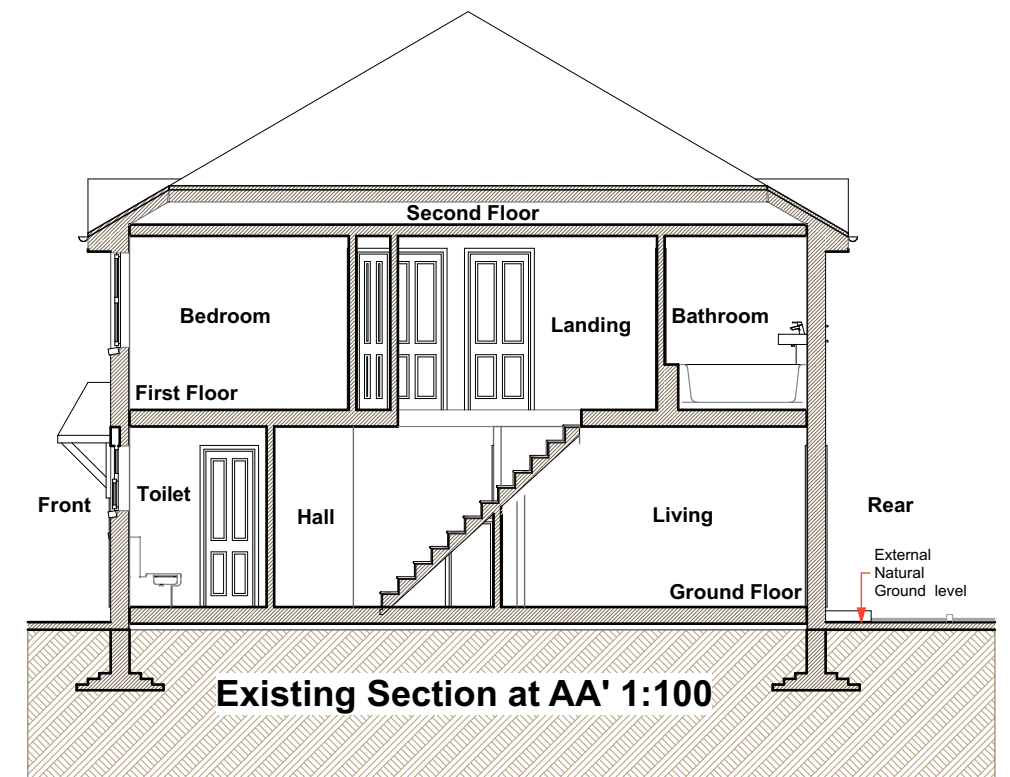 Second Floor
Bedroom
Landing
Bathroom
First Floor
Front
Toilet
Hall
Living
Rear
External
Natural
Ground level
Ground Floor
Existing Section at AA' 1:100